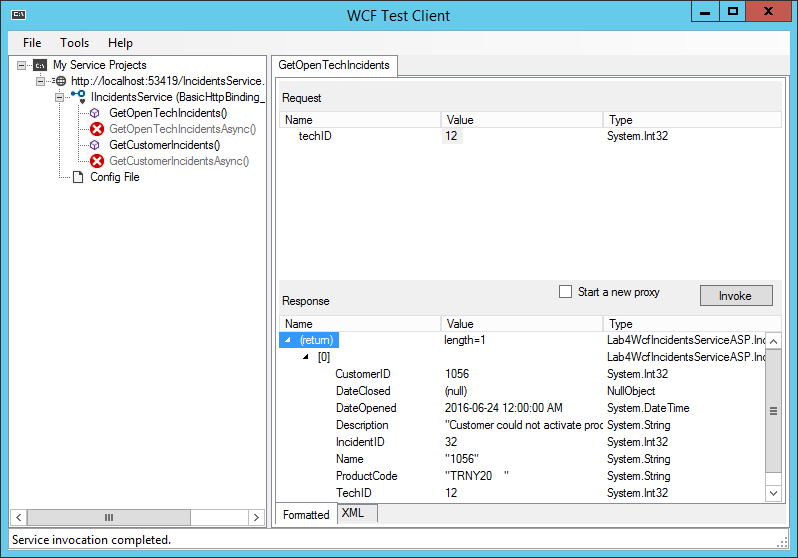 WCF Test Client
File Tools Help
My Service Projects
http://localhost:53419/IncidentsService.
IIncidentsService (BasicHttpBinding_
GetOpenTechIncidents()
GetOpenTechIncidentsAsync()
GetCustomerIncidents()
GetCustomerIncidentsAsync()
Config File
GetOpenTechIncidents
Request
Name Value Type
techID 12 System.Int32
Start a new proxy
Invoke
Response
Name Value Type
(return) length=1 Lab4WcfIncidentsServiceASP.Inc
[0] Lab4WcfIncidentsServiceASP.Inc
CustomerID 1056 System.Int32
DateClosed (null) NullObject
DateOpened 2016-06-24 12:00:00 AM System.DateTime
Description "Customer could not activate prod System.String
IncidentID 32 System.Int32
Name "1056" System.String
ProductCode "TRNY20    " System.String
TechID 12 System.Int32
Formatted XML
Service invocation completed.